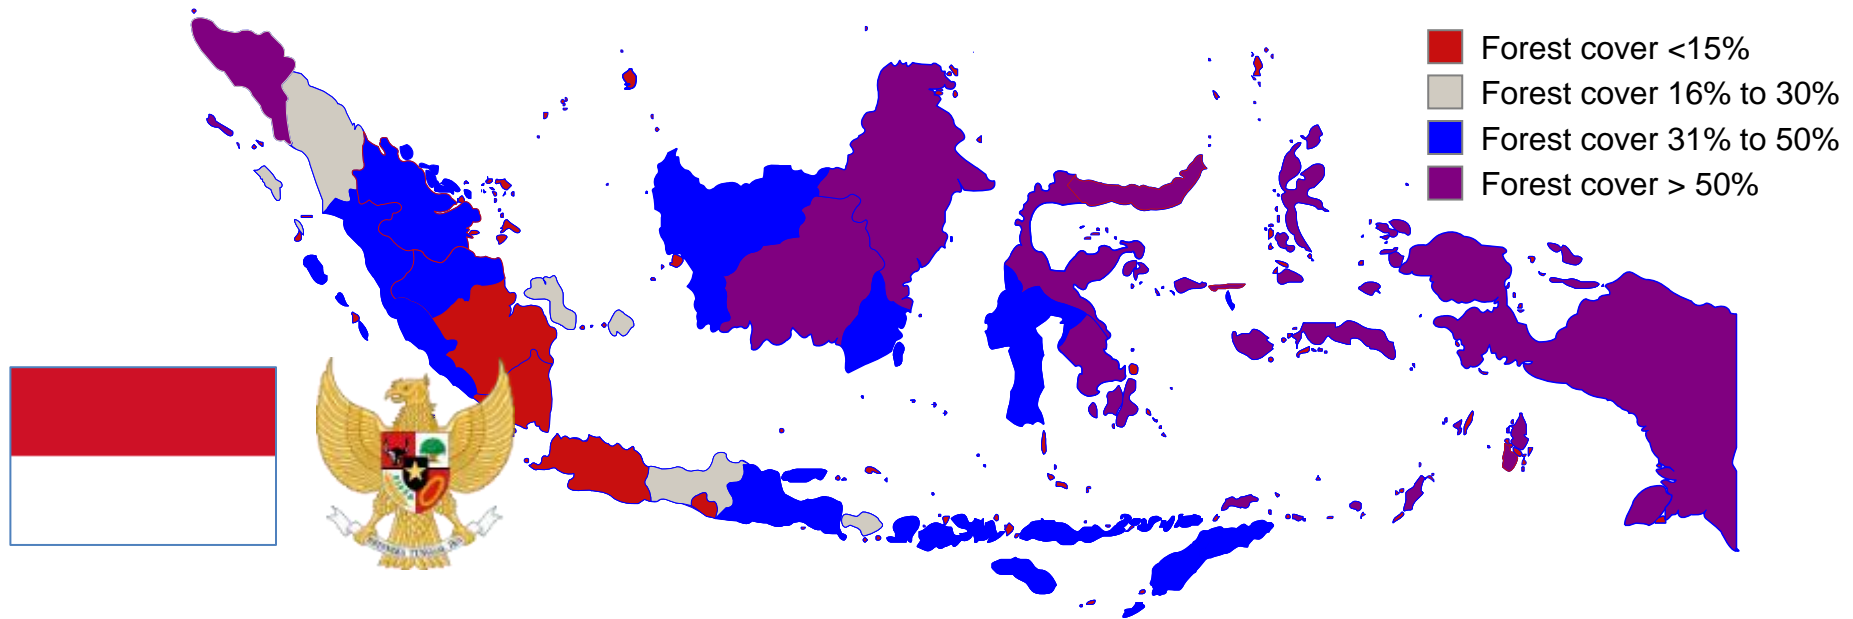 Forest cover <15%
Forest cover 16% to 30%
Forest cover 31% to 50%
Forest cover > 50%